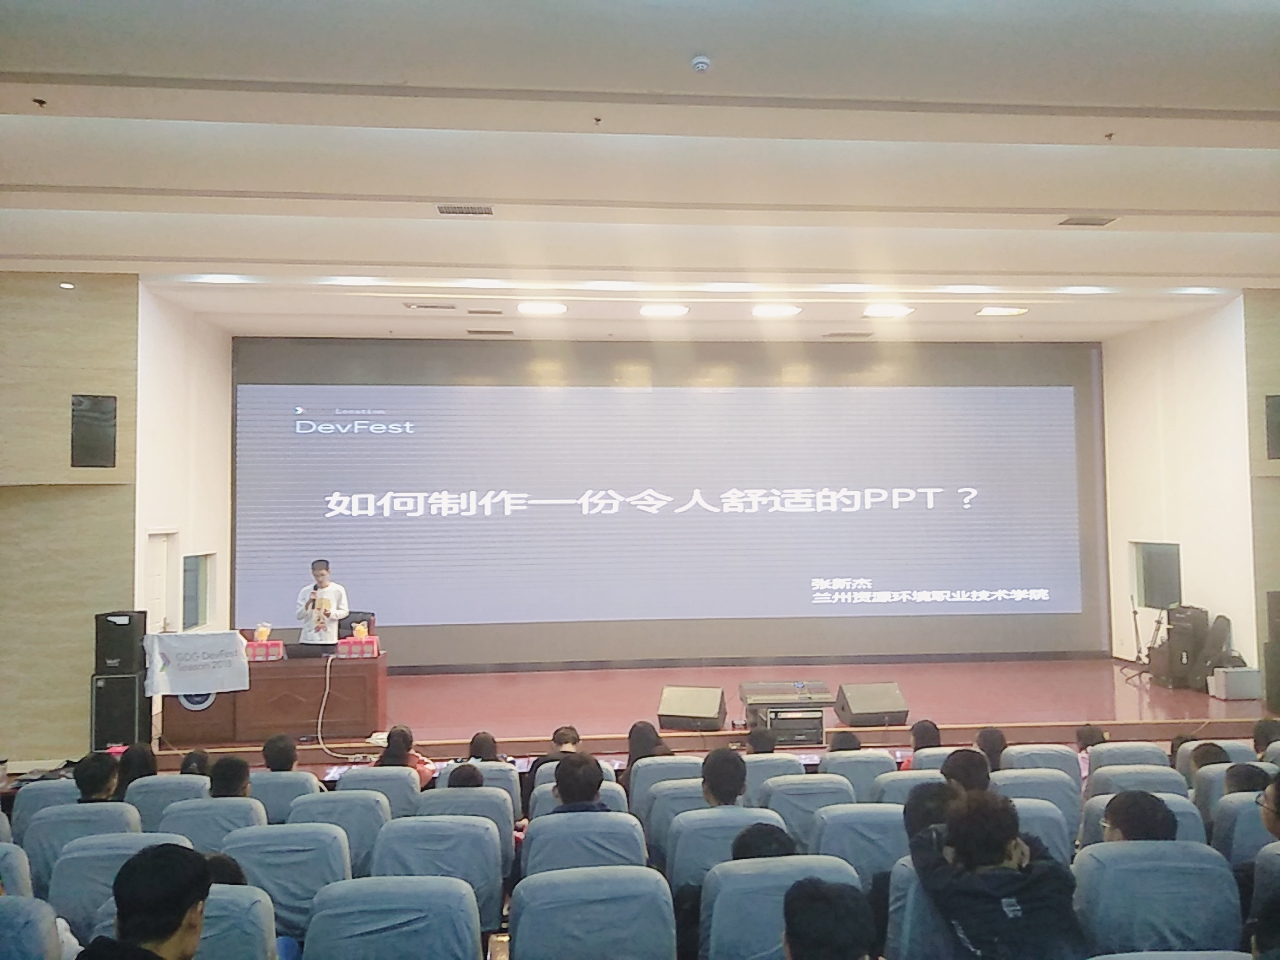 Location
DevFest
如何制作一份令人舒适的PPT？
张新杰
兰州资源环境职业技术学院
GDG DevFest
Season 2018